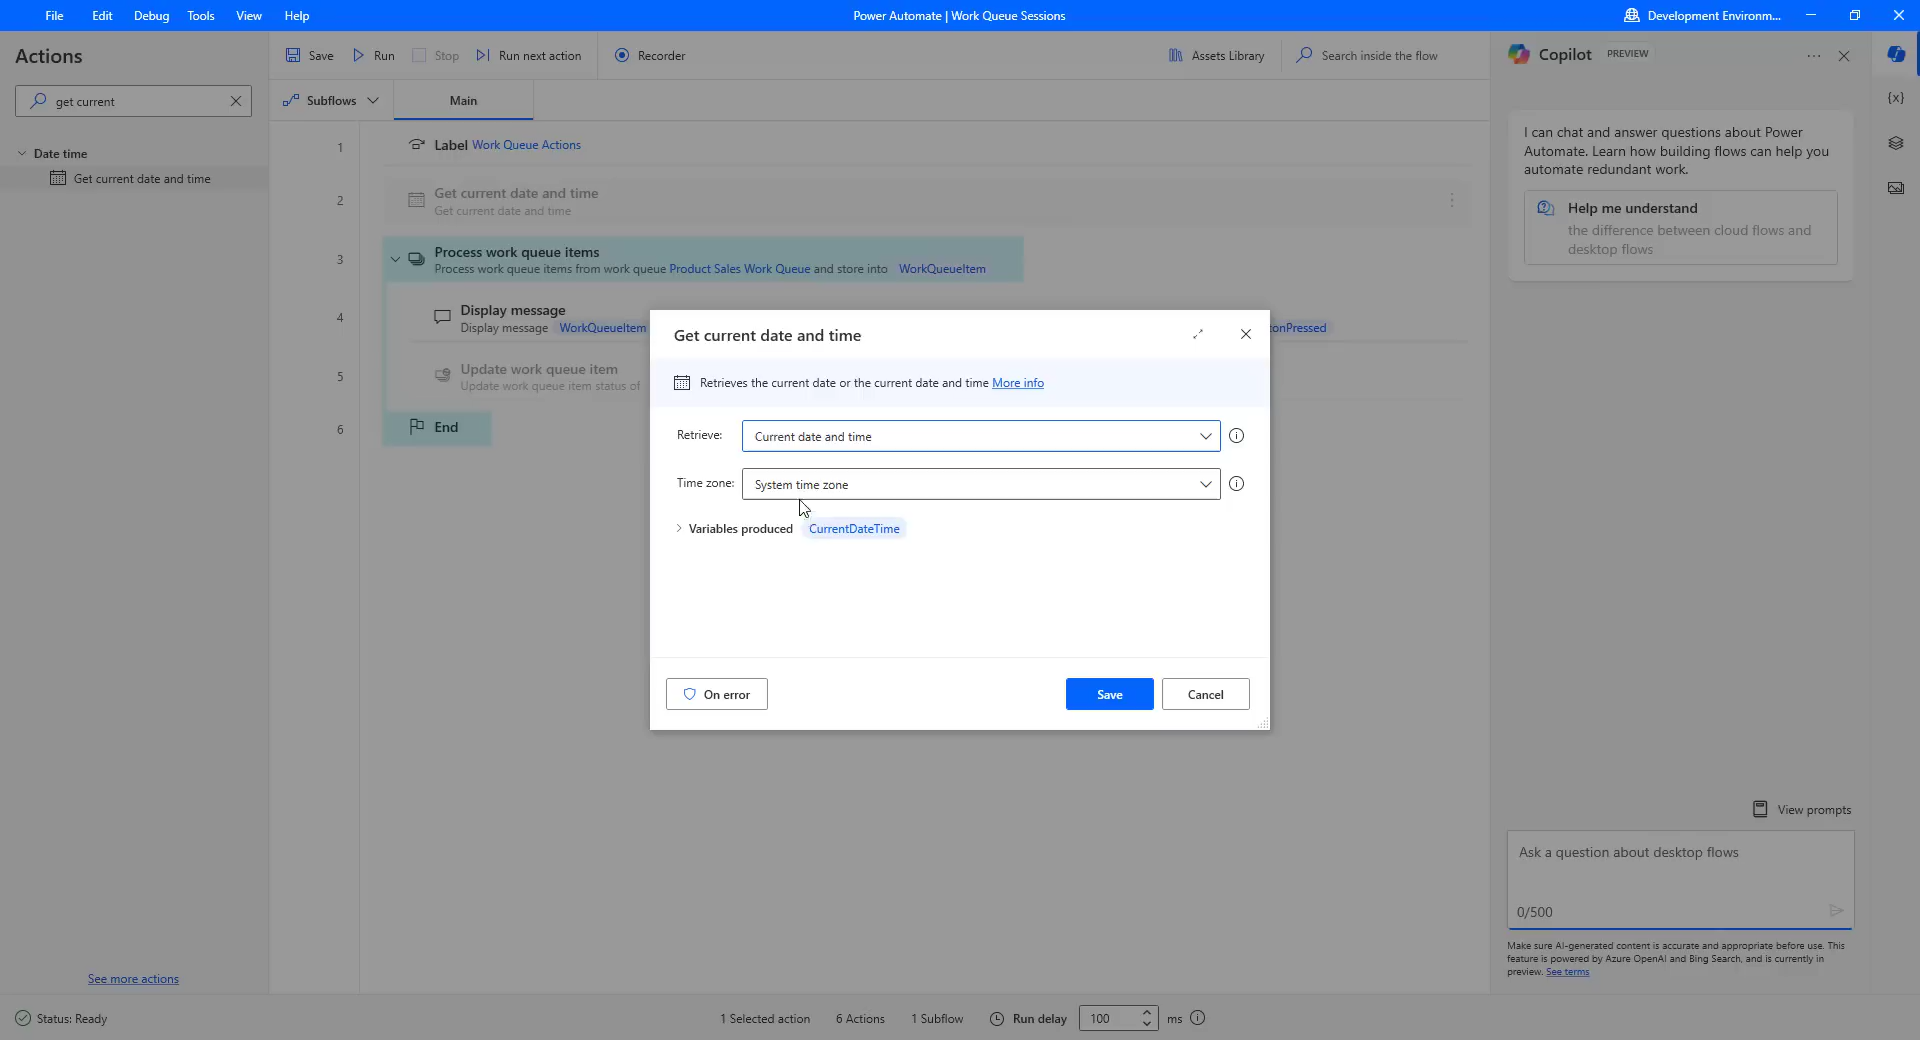 File Edit Debug Tools View Help
Power Automate | Work Queue Sessions
Development Environm...
Actions
get current
Date time
Get current date and time
See more actions
Save Run Stop Run next action Recorder
Assets Library Search inside the flow
Subflows Main
1 Label Work Queue Actions
2 Get current date and time
Get current date and time
3 Process work queue items
Process work queue items from work queue Product Sales Work Queue and store into WorkQueueItem
4 Display message
Display message WorkQueueItem
tonPressed
5 Update work queue item
Update work queue item status of
6 End
Get current date and time
Retrieves the current date or the current date and time More info
Retrieve: Current date and time
Time zone: System time zone
Variables produced CurrentDateTime
On error Save Cancel
Copilot PREVIEW
{x}
I can chat and answer questions about Power
Automate. Learn how building flows can help you
automate redundant work.
Help me understand
the difference between cloud flows and
desktop flows
View prompts
Ask a question about desktop flows
0/500
Make sure AI-generated content is accurate and appropriate before use. This
feature is powered by Azure OpenAI and Bing Search, and is currently in
preview. See terms
Status: Ready
1 Selected action 6 Actions 1 Subflow Run delay 100 ms